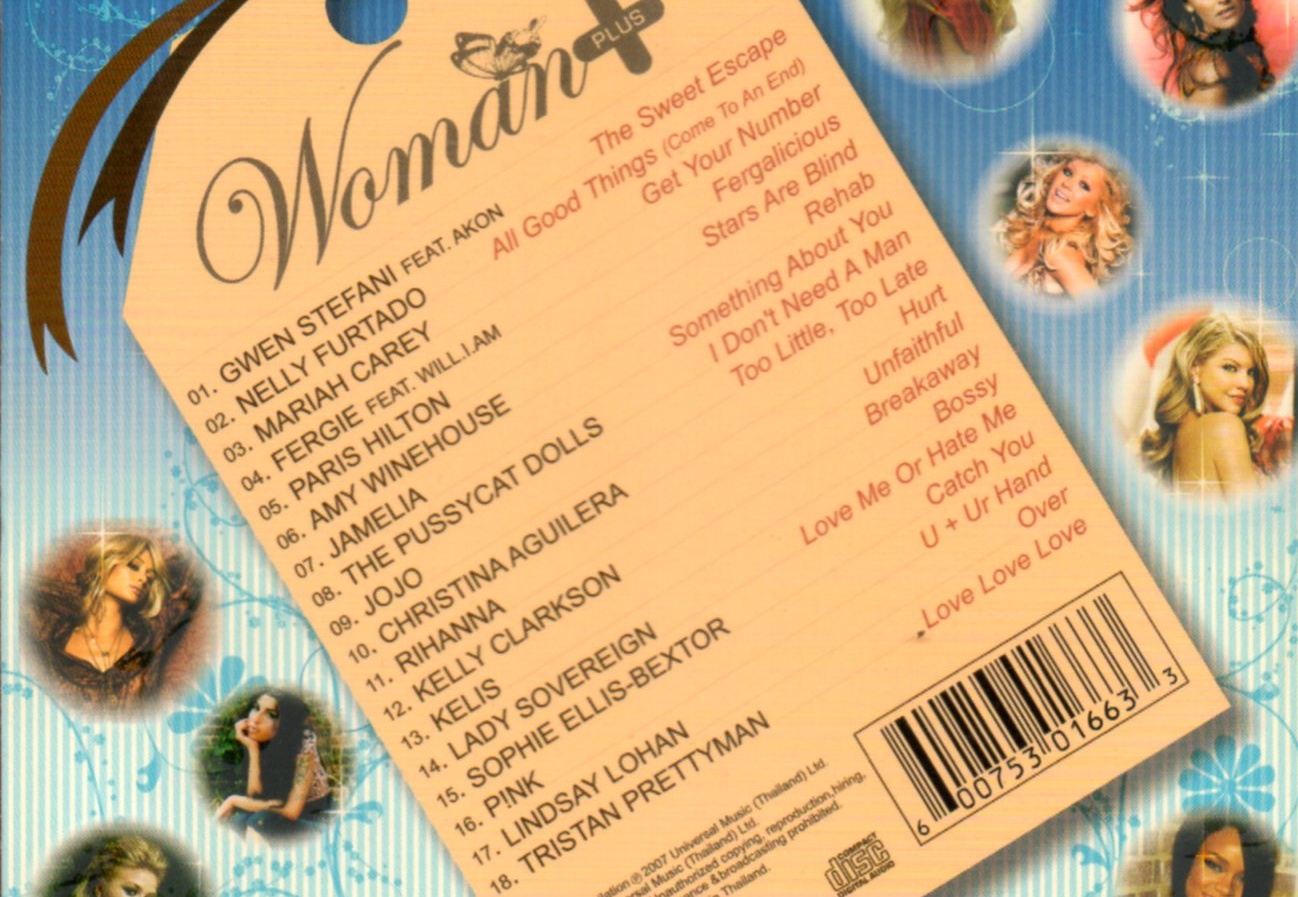 Woman
PLUS
01. GWEN STEFANI FEAT. AKON The Sweet Escape
02. NELLY FURTADO All Good Things (Come To An End)
03. MARIAH CAREY Get Your Number
04. FERGIE FEAT. WILL.I.AM Fergalicious
05. PARIS HILTON Stars Are Blind
06. AMY WINEHOUSE Rehab
07. JAMELIA Something About You
08. THE PUSSYCAT DOLLS I Don't Need A Man
09. JOJO Too Little, Too Late
10. CHRISTINA AGUILERA Hurt
11. RIHANNA Unfaithful
12. KELLY CLARKSON Breakaway
13. KELIS Bossy
14. LADY SOVEREIGN Love Me Or Hate Me
15. SOPHIE ELLIS-BEXTOR Catch You
16. P!NK U + Ur Hand
17. LINDSAY LOHAN Over
18. TRISTAN PRETTYMAN Love Love Love
℗ 2007 Universal Music (Thailand) Ltd.
Music (Thailand) Ltd.
copying, reproduction,hiring,
&broadcasting prohibited.
Thailand.
COMPACT
disc
DIGITAL AUDIO
6 00753 01663 3